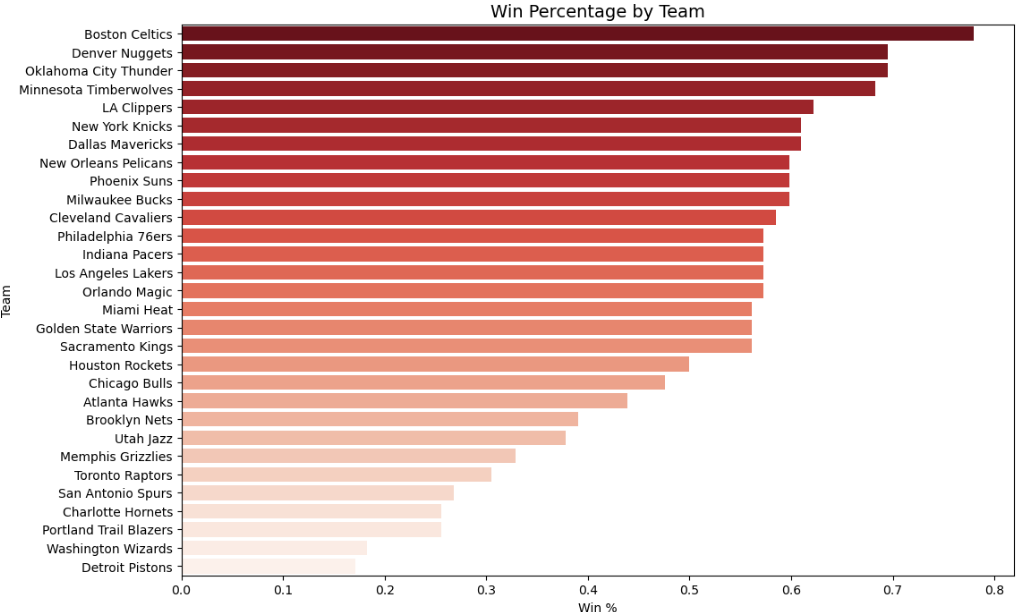 Win Percentage by Team
Boston Celtics
Denver Nuggets
Oklahoma City Thunder
Minnesota Timberwolves
LA Clippers
New York Knicks
Dallas Mavericks
New Orleans Pelicans
Phoenix Suns
Milwaukee Bucks
Cleveland Cavaliers
Philadelphia 76ers
Indiana Pacers
Los Angeles Lakers
Orlando Magic
Miami Heat
Golden State Warriors
Sacramento Kings
Houston Rockets
Chicago Bulls
Atlanta Hawks
Brooklyn Nets
Utah Jazz
Memphis Grizzlies
Toronto Raptors
San Antonio Spurs
Charlotte Hornets
Portland Trail Blazers
Washington Wizards
Detroit Pistons
Team
0.0 0.1 0.2 0.3 0.4 0.5 0.6 0.7 0.8
Win %